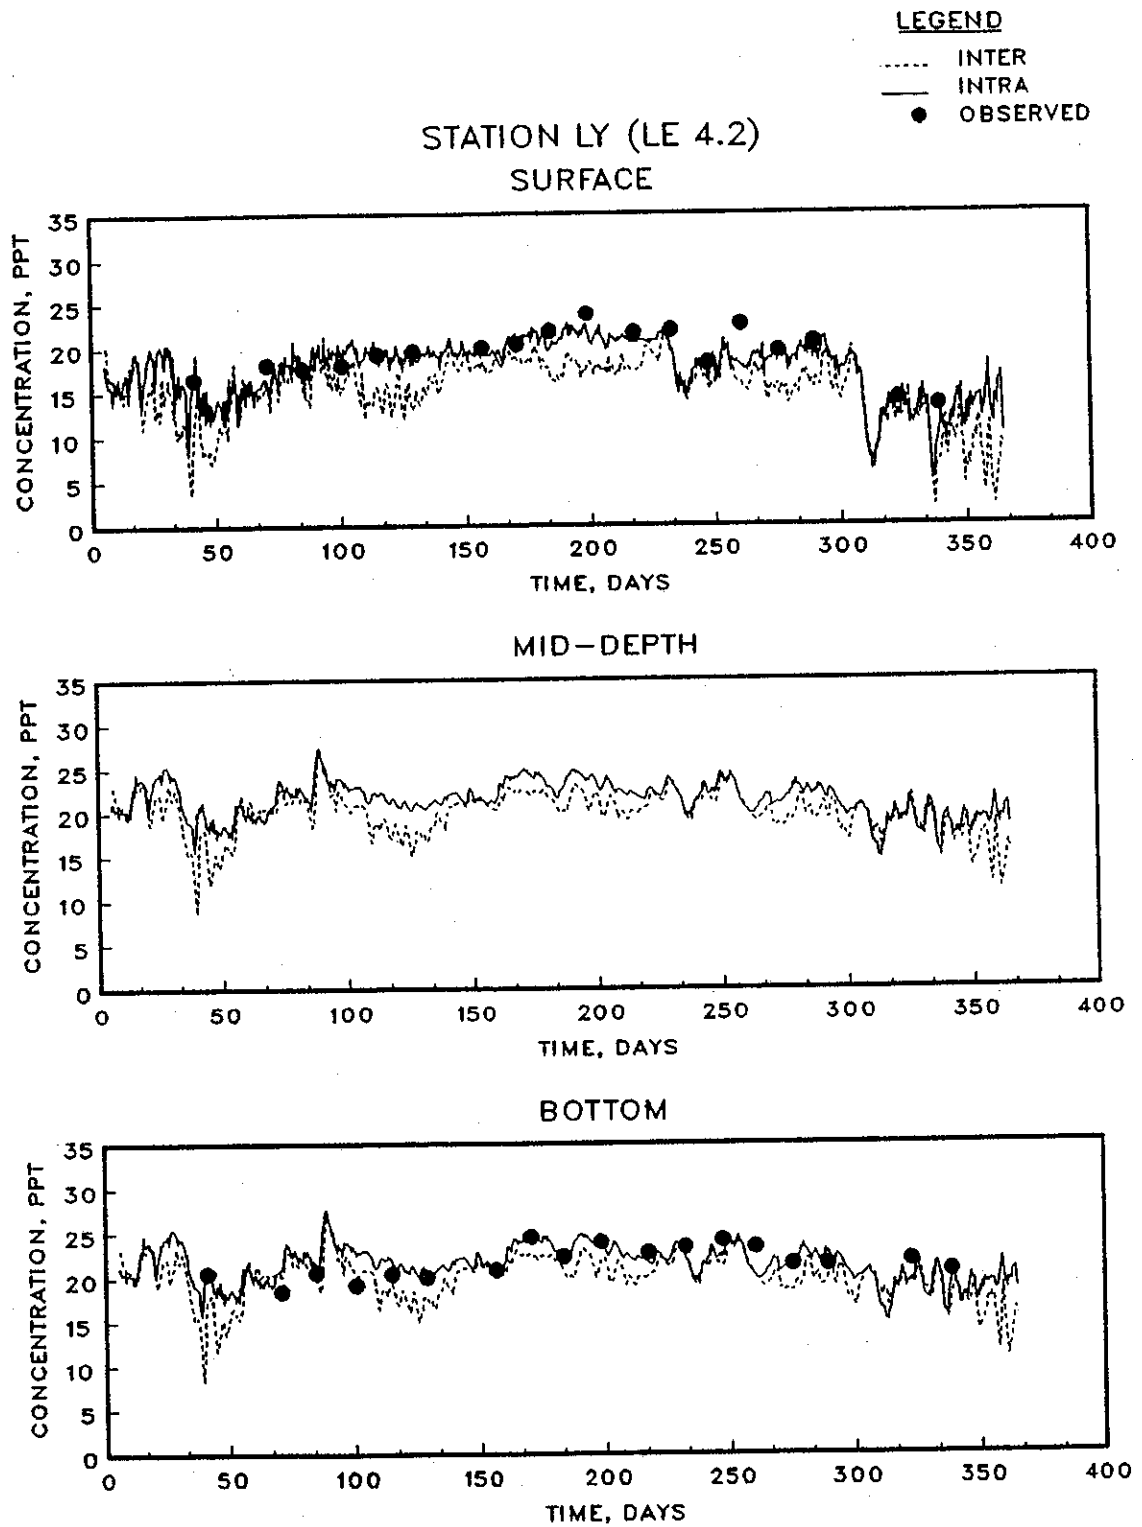 LEGEND
INTER
INTRA
OBSERVED
STATION LY (LE 4.2)
SURFACE
CONCENTRATION, PPT
35
30
25
20
15
10
5
0
0 50 100 150 200 250 300 350 400
TIME, DAYS
MID-DEPTH
CONCENTRATION, PPT
35
30
25
20
15
10
5
0
0 50 100 150 200 250 300 350 400
TIME, DAYS
BOTTOM
CONCENTRATION, PPT
35
30
25
20
15
10
5
0
0 50 100 150 200 250 300 350 400
TIME, DAYS